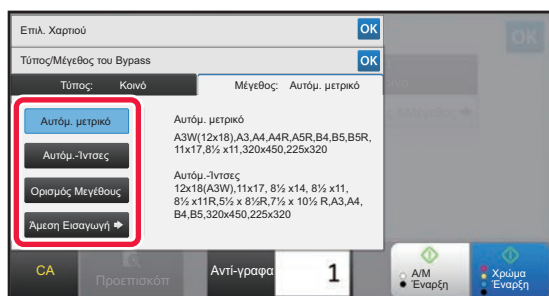 Επιλ. Χαρτιού
OK
OK
Τύπος/Μέγεθος του Bypass
OK
Τύπος: Κοινό
Μέγεθος: Αυτόμ. μετρικό
Αυτόμ. μετρικό
Αυτόμ.-Ίντσες
Ορισμός Μεγέθους
Άμεση Εισαγωγή
Αυτόμ. μετρικό
A3W(12x18),A3,A4,A4R,A5R,B4,B5,B5R,
11x17,8½ x11,320x450,225x320
Αυτόμ.-Ίντσες
12x18(A3W),11x17, 8½ x14, 8½ x11,
8½ x11R,5½ x 8½R,7½ x 10½ R,A3,A4,
B4,B5,320x450,225x320
CA
Προεπισκόπ
Αντί-γραφα
1
Α/Μ
Έναρξη
Χρώμα
Έναρξη